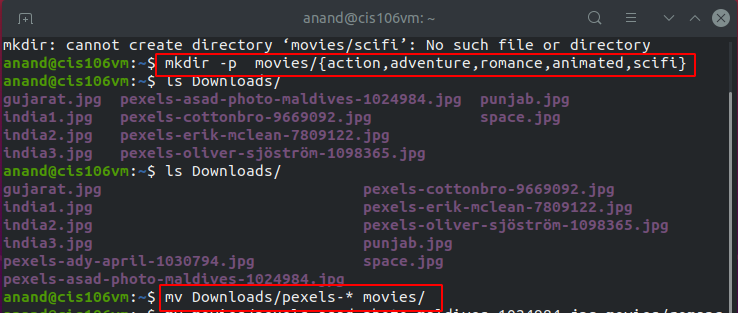 anand@cis106vm: ~
mkdir: cannot create directory ‘movies/scifi’: No such file or directory
anand@cis106vm:~$ mkdir -p  movies/{action,adventure,romance,animated,scifi}
anand@cis106vm:~$ ls Downloads/
gujarat.jpg  pexels-asad-photo-maldives-1024984.jpg  punjab.jpg
india1.jpg   pexels-cottonbro-9669092.jpg            space.jpg
india2.jpg   pexels-erik-mclean-7809122.jpg
india3.jpg   pexels-oliver-sjöström-1098365.jpg
anand@cis106vm:~$ ls Downloads/
gujarat.jpg                             pexels-cottonbro-9669092.jpg
india1.jpg                              pexels-erik-mclean-7809122.jpg
india2.jpg                              pexels-oliver-sjöström-1098365.jpg
india3.jpg                              punjab.jpg
pexels-ady-april-1030794.jpg            space.jpg
pexels-asad-photo-maldives-1024984.jpg
anand@cis106vm:~$ mv Downloads/pexels-* movies/